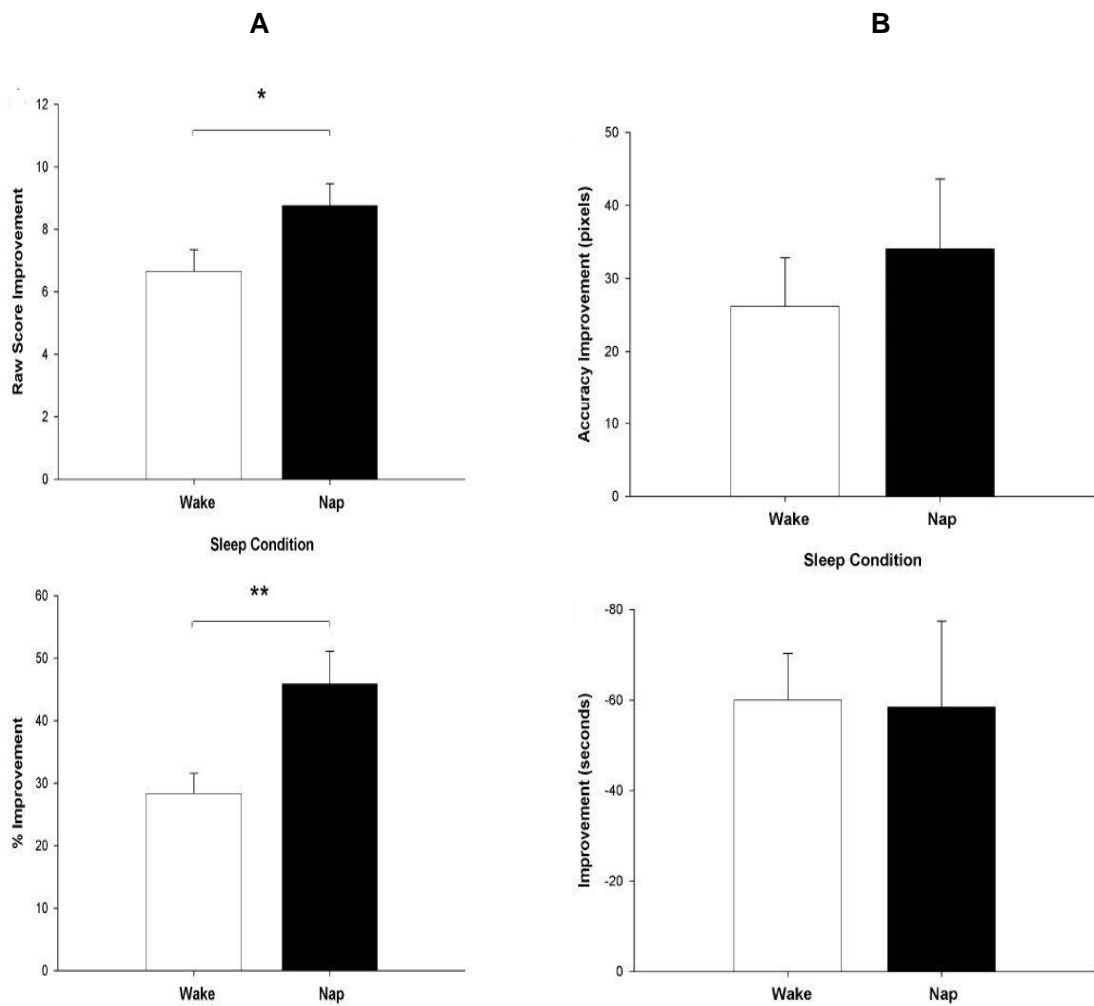 A
B
*
12
10
8
6
4
2
0
Raw Score Improvement
Wake
Nap
Sleep Condition
50
40
30
20
10
0
Accuracy Improvement (pixels)
Wake
Nap
Sleep Condition
**
60
50
40
30
20
10
0
% Improvement
Wake
Nap
-80
-60
-40
-20
0
Improvement (seconds)
Wake
Nap